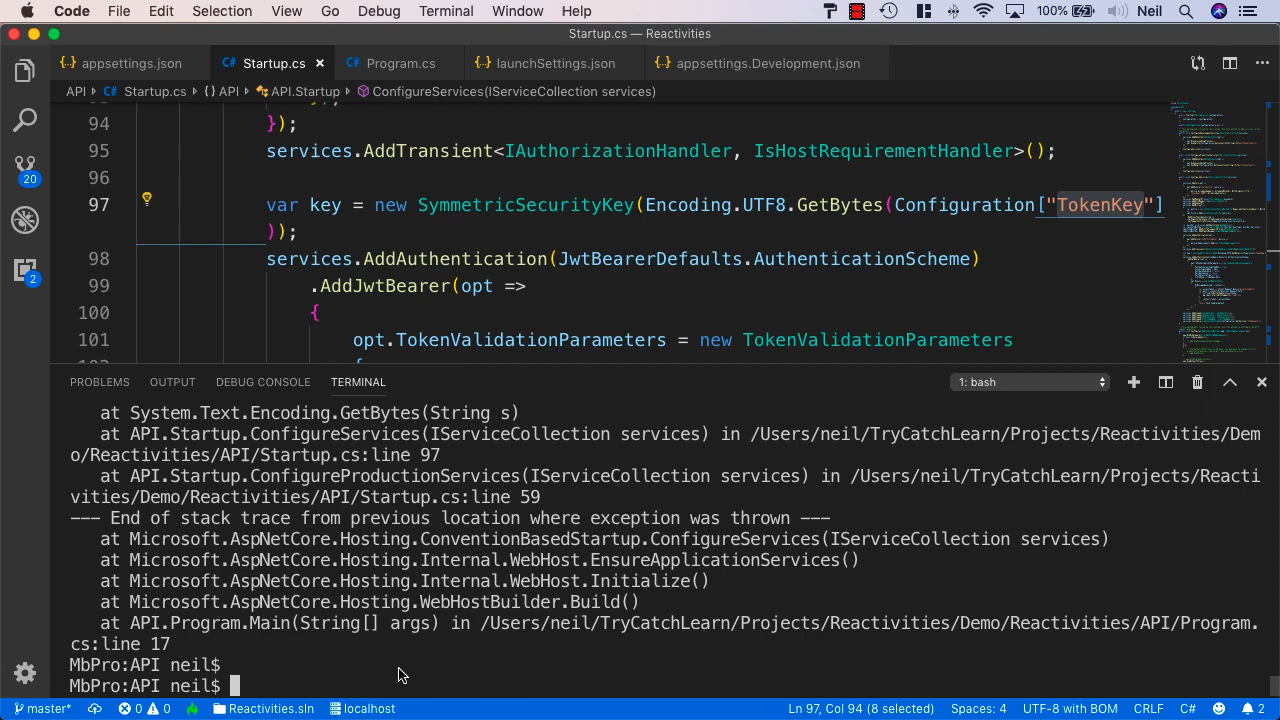 Code File Edit Selection View Go Debug Terminal Window Help 100% Neil
Startup.cs — Reactivities
{·} appsettings.json C# Startup.cs × C# Program.cs {·} launchSettings.json {·} appsettings.Development.json ···
API › C# Startup.cs › {} API › API.Startup › ConfigureServices(IServiceCollection services)
94 });
95 services.AddTransient<IAuthorizationHandler, IsHostRequirementHandler>();
96
97 var key = new SymmetricSecurityKey(Encoding.UTF8.GetBytes(Configuration["TokenKey"]
));
98 services.AddAuthentication(JwtBearerDefaults.AuthenticationScheme)
99 .AddJwtBearer(opt =>
100 {
101 opt.TokenValidationParameters = new TokenValidationParameters
20
2
PROBLEMS OUTPUT DEBUG CONSOLE TERMINAL 1: bash
at System.Text.Encoding.GetBytes(String s)
at API.Startup.ConfigureServices(IServiceCollection services) in /Users/neil/TryCatchLearn/Projects/Reactivities/Dem
o/Reactivities/API/Startup.cs:line 97
at API.Startup.ConfigureProductionServices(IServiceCollection services) in /Users/neil/TryCatchLearn/Projects/Reacti
vities/Demo/Reactivities/API/Startup.cs:line 59
--- End of stack trace from previous location where exception was thrown ---
at Microsoft.AspNetCore.Hosting.ConventionBasedStartup.ConfigureServices(IServiceCollection services)
at Microsoft.AspNetCore.Hosting.Internal.WebHost.EnsureApplicationServices()
at Microsoft.AspNetCore.Hosting.Internal.WebHost.Initialize()
at Microsoft.AspNetCore.Hosting.WebHostBuilder.Build()
at API.Program.Main(String[] args) in /Users/neil/TryCatchLearn/Projects/Reactivities/Demo/Reactivities/API/Program.
cs:line 17
MbPro:API neil$
MbPro:API neil$
master* 0 0 Reactivities.sln localhost Ln 97, Col 94 (8 selected) Spaces: 4 UTF-8 with BOM CRLF C# 2